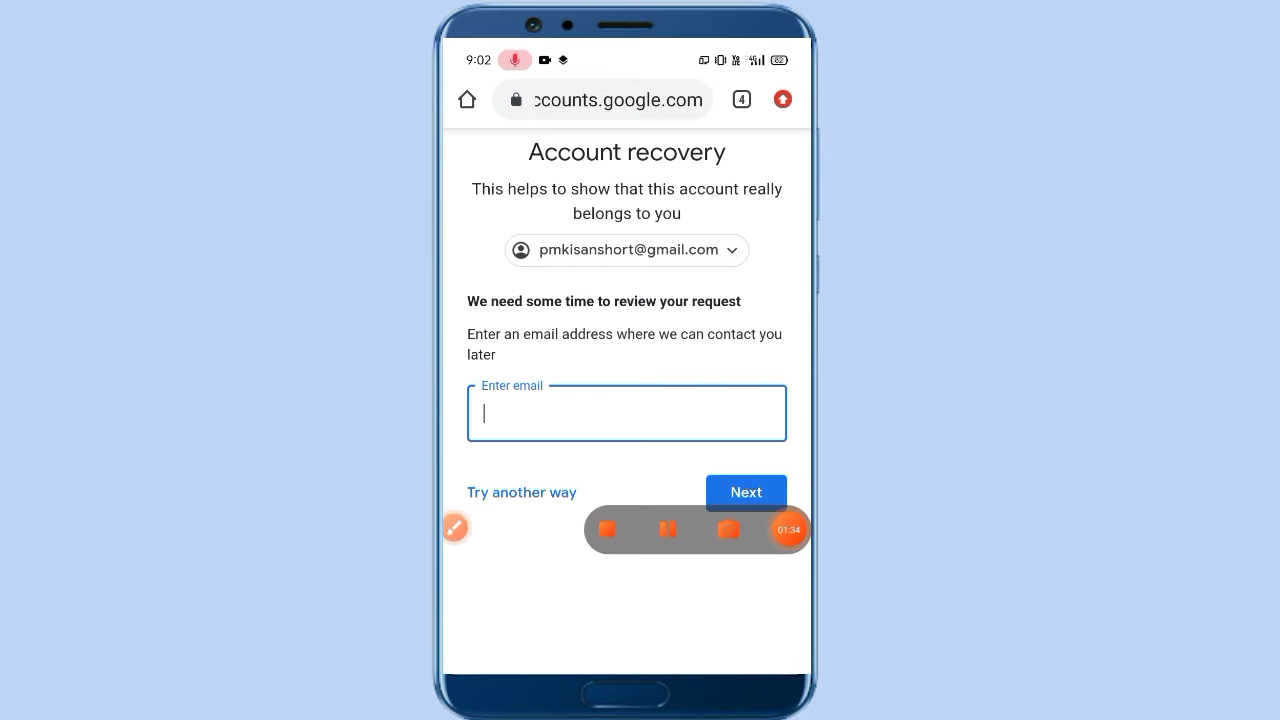 9:02
4G
82
ccounts.google.com
4
Account recovery
This helps to show that this account really
belongs to you
pmkisanshort@gmail.com
We need some time to review your request
Enter an email address where we can contact you
later
Enter email
Try another way
Next
01:34